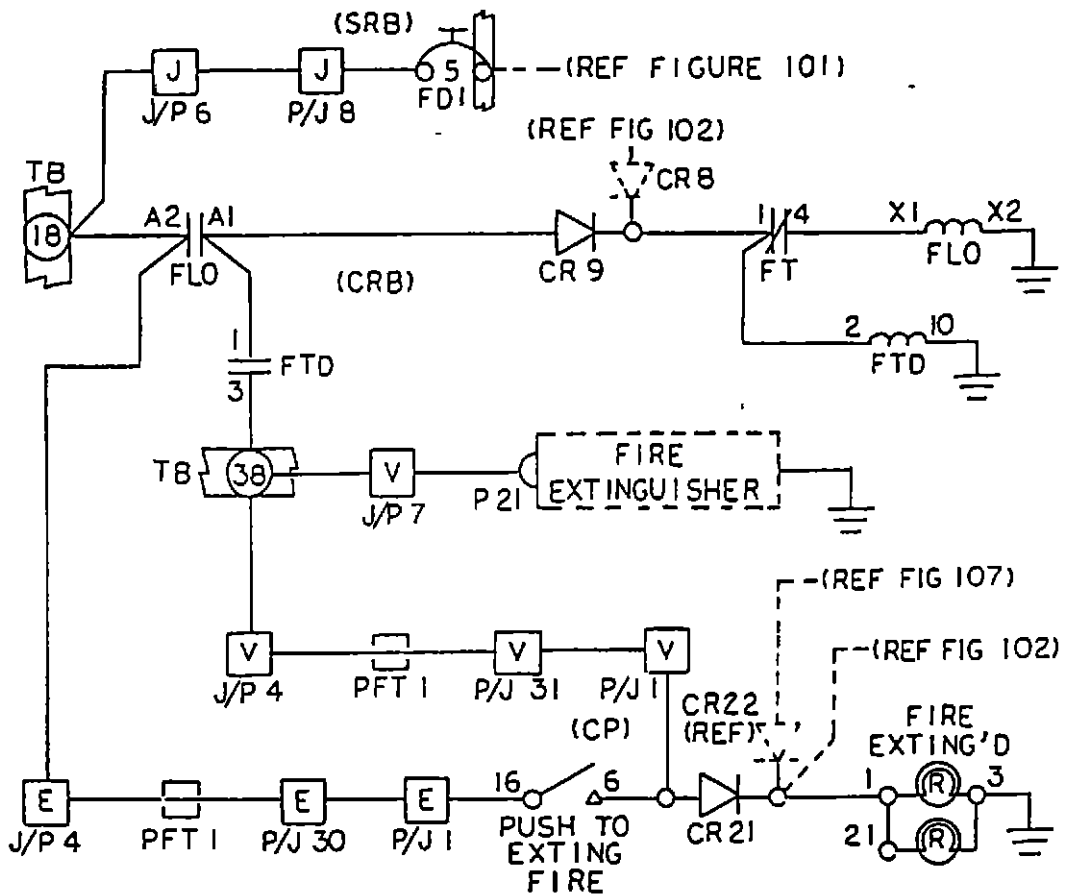 (SRB)
J
J
5
(REF FIGURE 101)
J/P 6
P/J 8
FD1
(REF FIG 102)
CR 8
TB
18
A2
A1
FLO
(CRB)
CR 9
1
4
FT
X1
X2
FLO
2
10
FTD
1
3
FTD
TB
38
V
J/P 7
P 21
FIRE
EXTINGUISHER
(REF FIG 107)
V
V
V
(REF FIG 102)
J/P 4
PFT 1
P/J 31
P/J 1
(CP)
CR22
(REF)
FIRE
EXTING'D
E
E
E
16
6
1
R
3
21
R
J/P 4
PFT 1
P/J 30
P/J 1
PUSH TO
EXTING
FIRE
CR 21